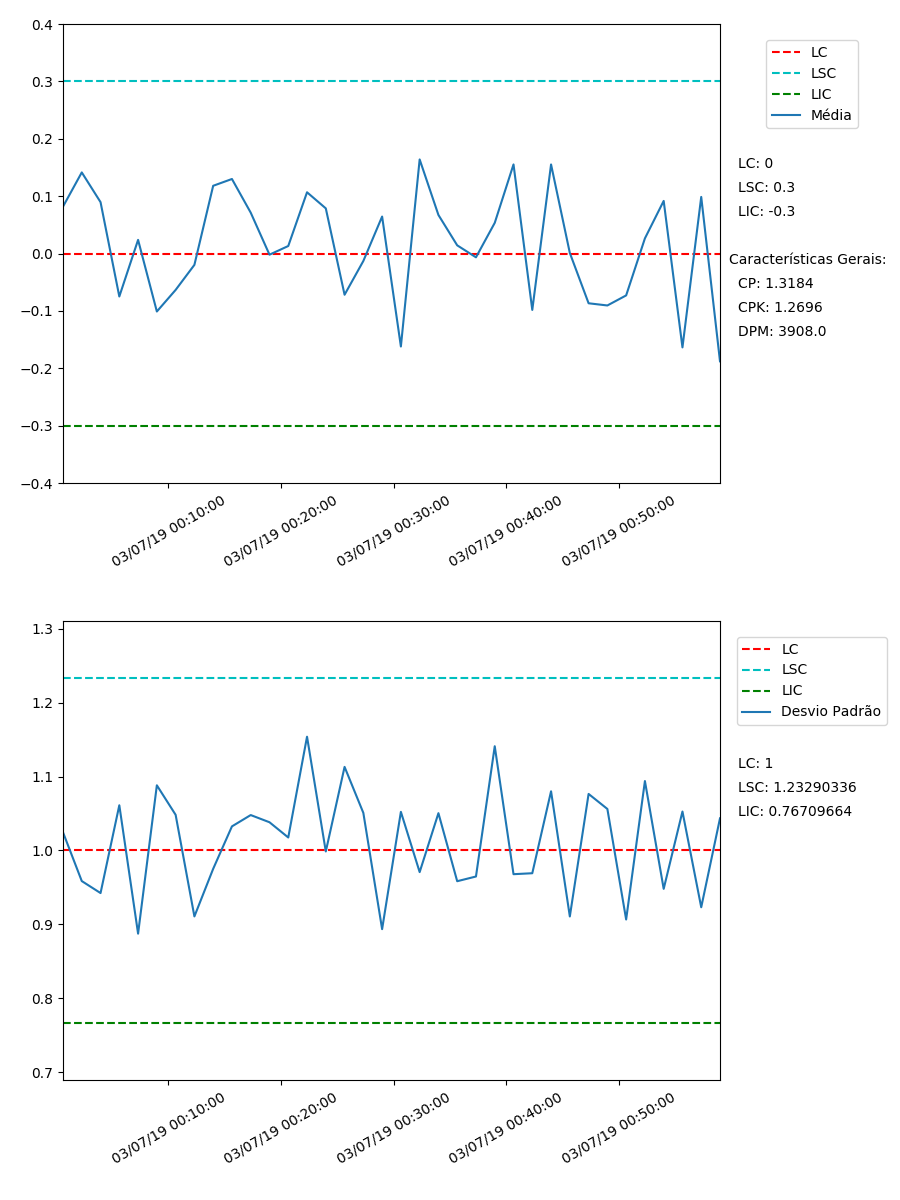 0.4
0.3
0.2
0.1
0.0
−0.1
−0.2
−0.3
−0.4
03/07/19 00:10:00
03/07/19 00:20:00
03/07/19 00:30:00
03/07/19 00:40:00
03/07/19 00:50:00
LC
LSC
LIC
Média
LC: 0
LSC: 0.3
LIC: -0.3
Características Gerais:
CP: 1.3184
CPK: 1.2696
DPM: 3908.0
1.3
1.2
1.1
1.0
0.9
0.8
0.7
03/07/19 00:10:00
03/07/19 00:20:00
03/07/19 00:30:00
03/07/19 00:40:00
03/07/19 00:50:00
LC
LSC
LIC
Desvio Padrão
LC: 1
LSC: 1.23290336
LIC: 0.76709664